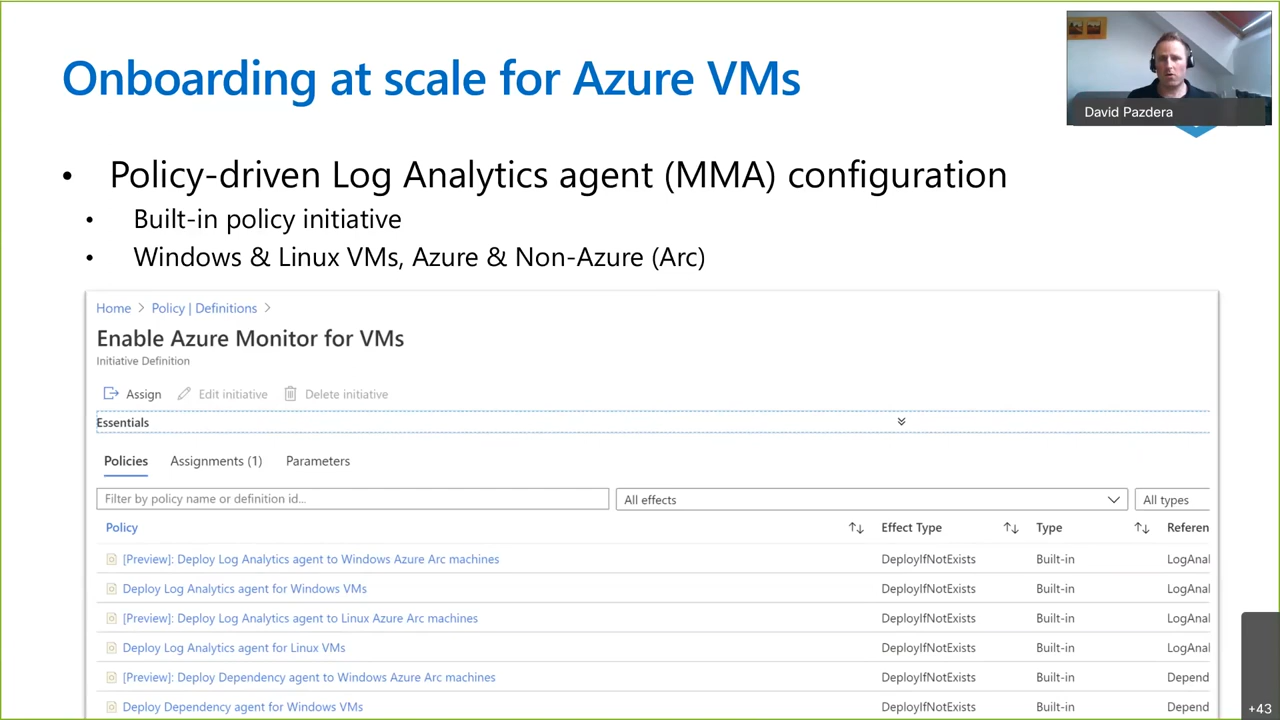 Onboarding at scale for Azure VMs
David Pazdera
• Policy-driven Log Analytics agent (MMA) configuration
• Built-in policy initiative
• Windows & Linux VMs, Azure & Non-Azure (Arc)
Home > Policy | Definitions >
Enable Azure Monitor for VMs
Initiative Definition
Assign Edit initiative Delete initiative
Essentials
Policies Assignments (1) Parameters
Filter by policy name or definition id... All effects All types
Policy Effect Type Type Referen
[Preview]: Deploy Log Analytics agent to Windows Azure Arc machines DeployIfNotExists Built-in LogAnal
Deploy Log Analytics agent for Windows VMs DeployIfNotExists Built-in LogAnal
[Preview]: Deploy Log Analytics agent to Linux Azure Arc machines DeployIfNotExists Built-in LogAnal
Deploy Log Analytics agent for Linux VMs DeployIfNotExists Built-in LogAnal
[Preview]: Deploy Dependency agent to Windows Azure Arc machines DeployIfNotExists Built-in Depend
Deploy Dependency agent for Windows VMs DeployIfNotExists Built-in Depend
+43